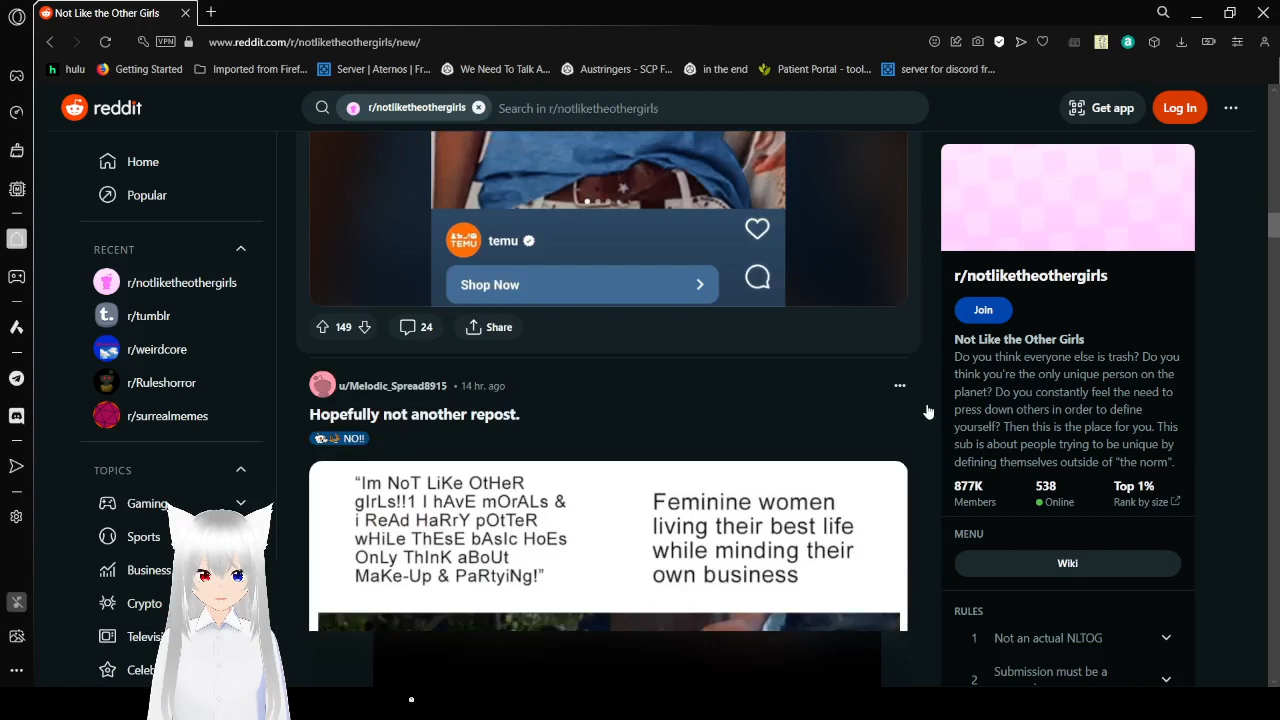 Not Like the Other Girls
VPN
www.reddit.com/r/notliketheothergirls/new/
h hulu
Getting Started
Imported from Firef...
Server | Aternos | Fr...
We Need To Talk A...
Austringers - SCP F...
in the end
Patient Portal - tool...
server for discord fr...
reddit
r/notliketheothergirls
Search in r/notliketheothergirls
Get app
Log In
Home
Popular
RECENT
r/notliketheothergirls
t. r/tumblr
r/weirdcore
r/Ruleshorror
r/surrealmemes
TOPICS
Gaming
Sports
Business
Crypto
Televisi
Celeb
TEMU
temu
Shop Now
149
24
Share
u/Melodic_Spread8915 • 14 hr. ago
Hopefully not another repost.
NO!!
“Im NoT LiKe OtHeR
gIrLs!!1 I hAvE mOrALs &
i ReAd HaRrY pOtTeR
wHiLe ThEsE bAsIc HoEs
OnLy ThInK aBoUt
MaKe-Up & PaRtyiNg!”
Feminine women
living their best life
while minding their
own business
r/notliketheothergirls
Join
Not Like the Other Girls
Do you think everyone else is trash? Do you
think you're the only unique person on the
planet? Do you constantly feel the need to
press down others in order to define
yourself? Then this is the place for you. This
sub is about people trying to be unique by
defining themselves outside of "the norm".
877K
Members
538
Online
Top 1%
Rank by size
MENU
Wiki
RULES
1 Not an actual NLTOG
2 Submission must be a